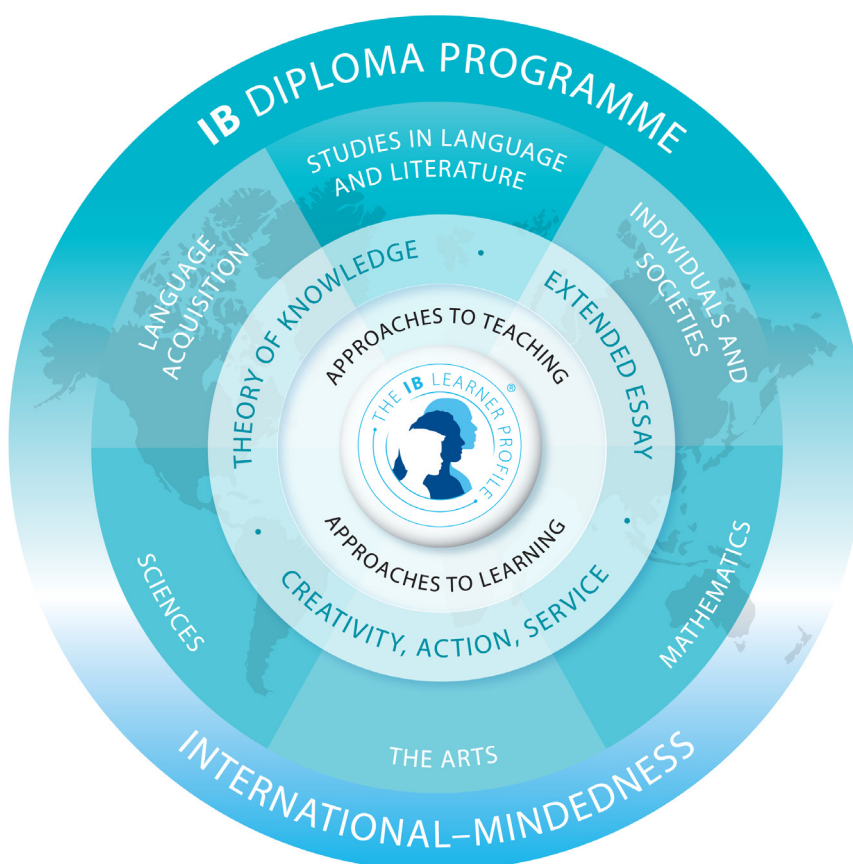 IB DIPLOMA PROGRAMME
STUDIES IN LANGUAGE
AND LITERATURE
LANGUAGE
ACQUISITION
INDIVIDUALS AND
SOCIETIES
THEORY OF KNOWLEDGE
EXTENDED ESSAY
APPROACHES TO TEACHING
THE IB LEARNER PROFILE
®
APPROACHES TO LEARNING
CREATIVITY, ACTION, SERVICE
SCIENCES
MATHEMATICS
THE ARTS
INTERNATIONAL–MINDEDNESS